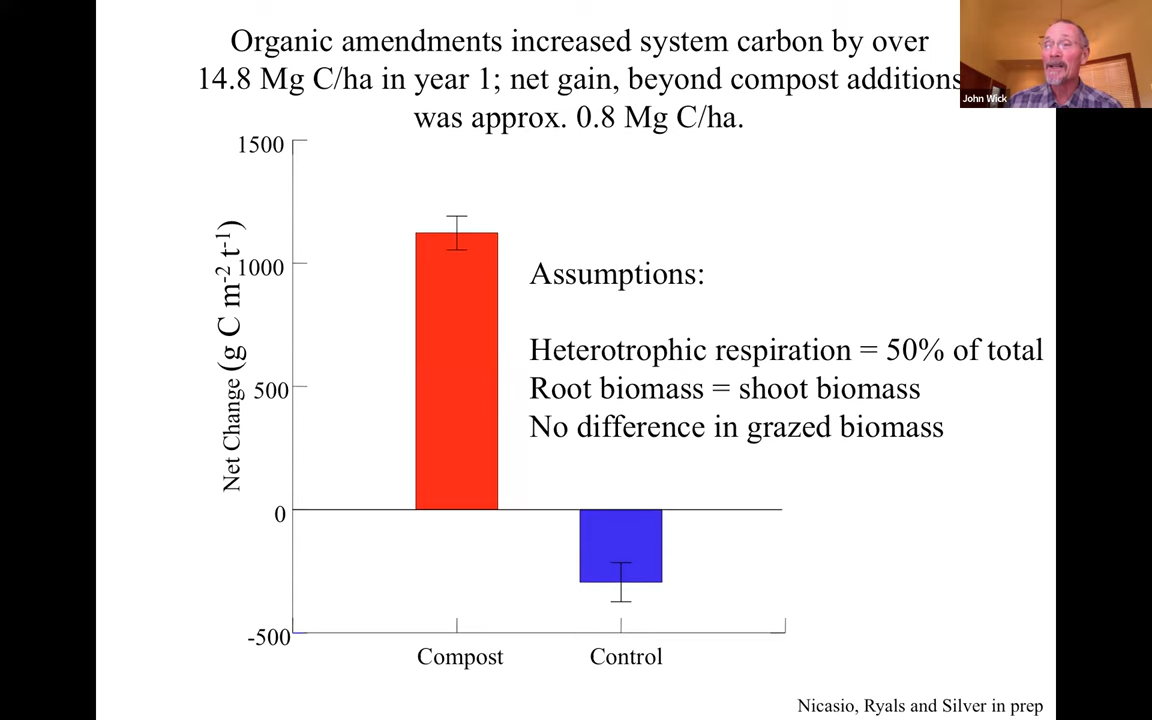 Organic amendments increased system carbon by over
14.8 Mg C/ha in year 1; net gain, beyond compost additions
was approx. 0.8 Mg C/ha.
John Wick
1500
1000
500
0
-500
Net Change (g C m-2 t-1)
Assumptions:
Heterotrophic respiration = 50% of total
Root biomass = shoot biomass
No difference in grazed biomass
Compost
Control
Nicasio, Ryals and Silver in prep